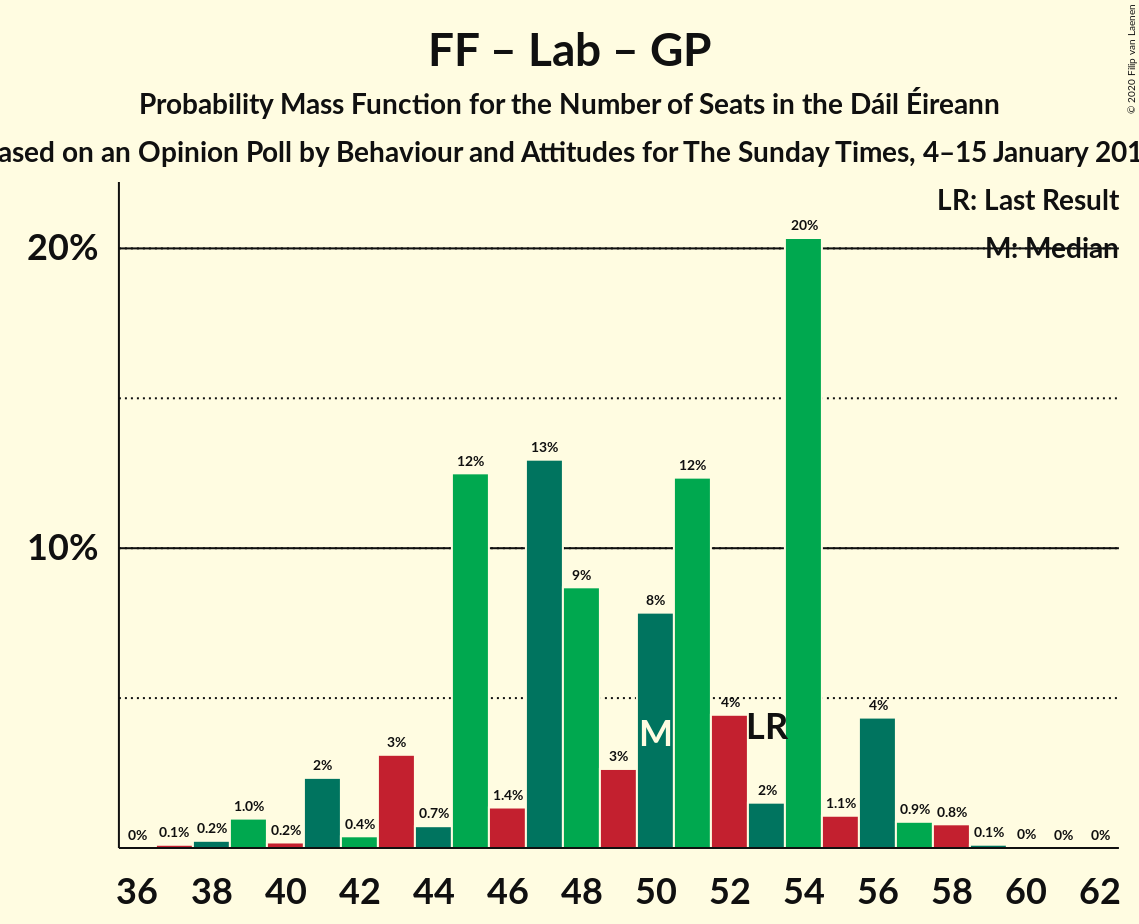 FF – Lab – GP
Probability Mass Function for the Number of Seats in the Dáil Éireann
ased on an Opinion Poll by Behaviour and Attitudes for The Sunday Times, 4–15 January 201
© 2020 Filip van Laenen
LR: Last Result
M: Median
20%
10%
0% 0.1% 0.2% 1.0% 0.2% 2% 0.4% 3% 0.7% 12% 1.4% 13% 9% 3% 8% 12% 4% 2% 20% 1.1% 4% 0.9% 0.8% 0.1% 0% 0% 0%
M LR
36 38 40 42 44 46 48 50 52 54 56 58 60 62